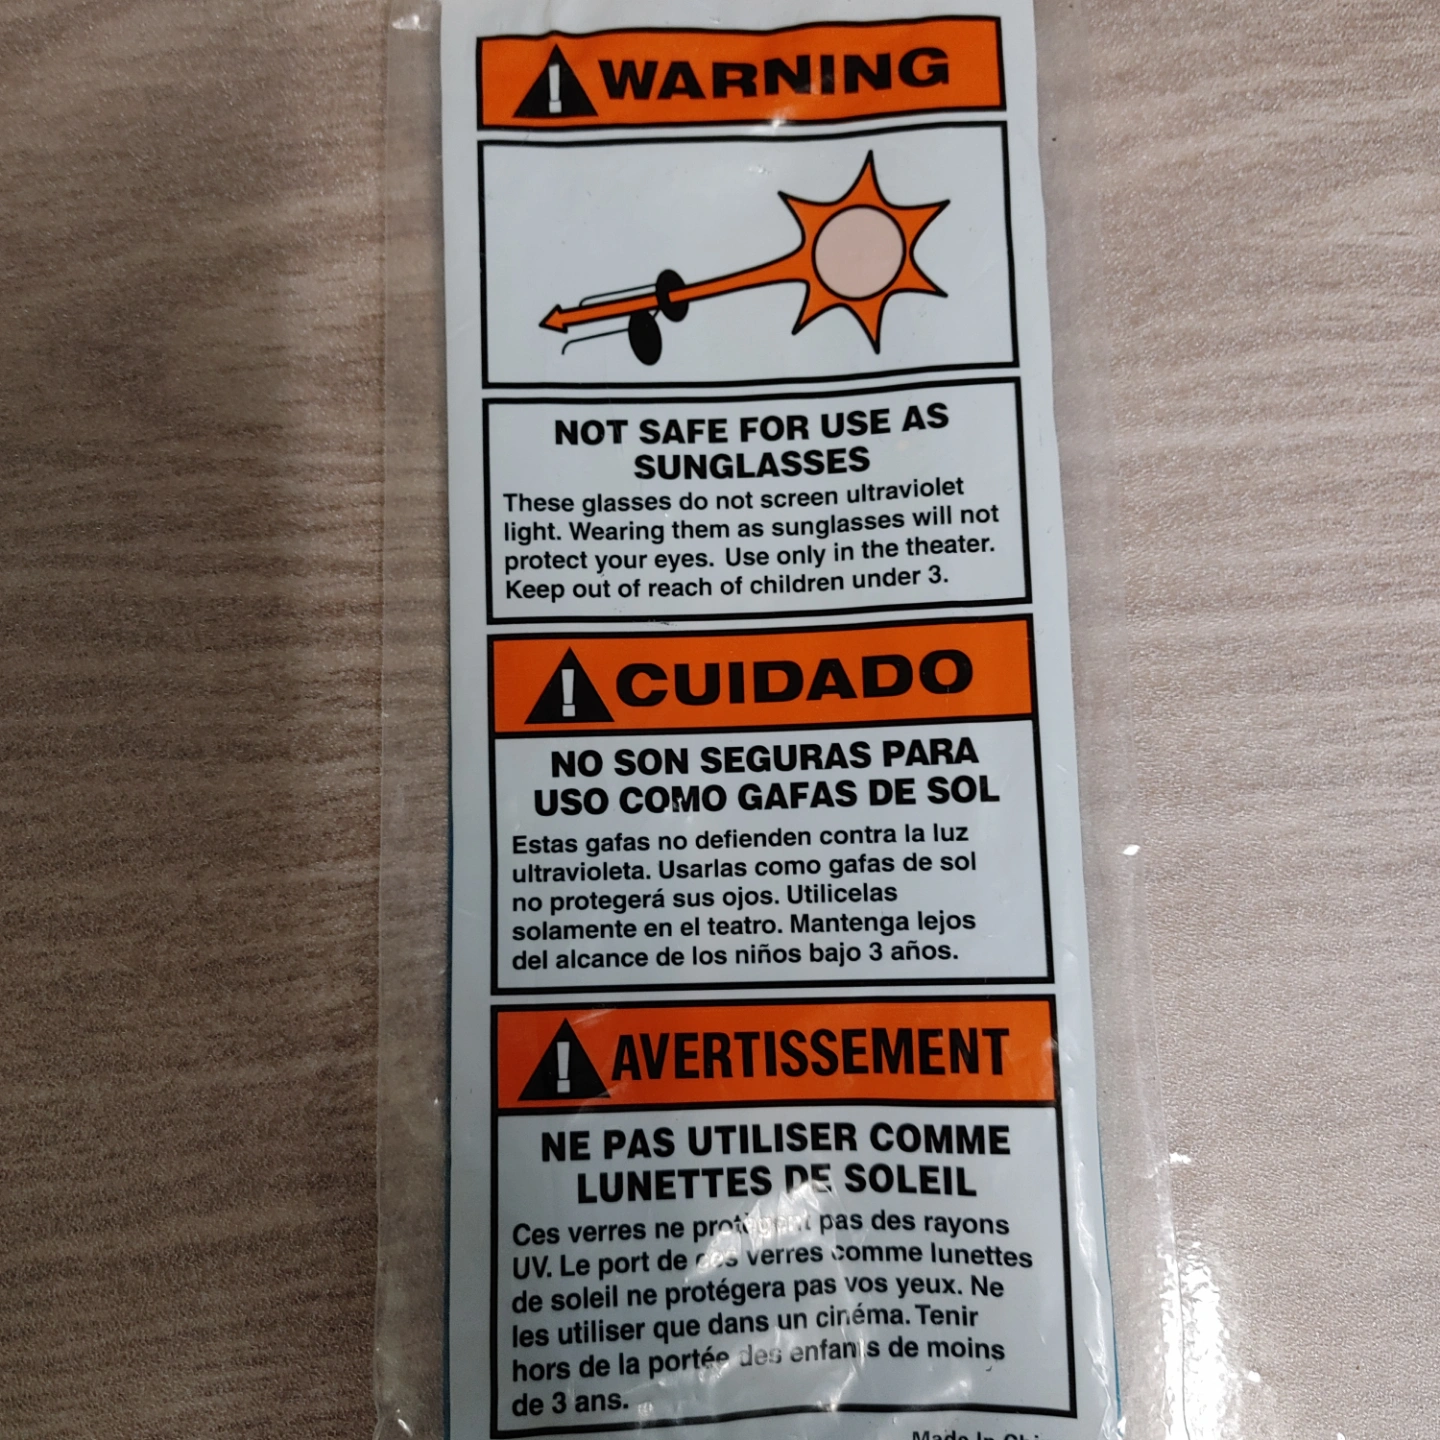 WARNING
NOT SAFE FOR USE AS
SUNGLASSES
These glasses do not screen ultraviolet
light. Wearing them as sunglasses will not
protect your eyes. Use only in the theater.
Keep out of reach of children under 3.
CUIDADO
NO SON SEGURAS PARA
USO COMO GAFAS DE SOL
Estas gafas no defienden contra la luz
ultravioleta. Usarlas como gafas de sol
no protegerá sus ojos. Utilicelas
solamente en el teatro. Mantenga lejos
del alcance de los niños bajo 3 años.
AVERTISSEMENT
NE PAS UTILISER COMME
LUNETTES DE SOLEIL
Ces verres ne protègent pas des rayons
UV. Le port de ces verres comme lunettes
de soleil ne protégera pas vos yeux. Ne
les utiliser que dans un cinéma. Tenir
hors de la portée des enfants de moins
de 3 ans.
Made In